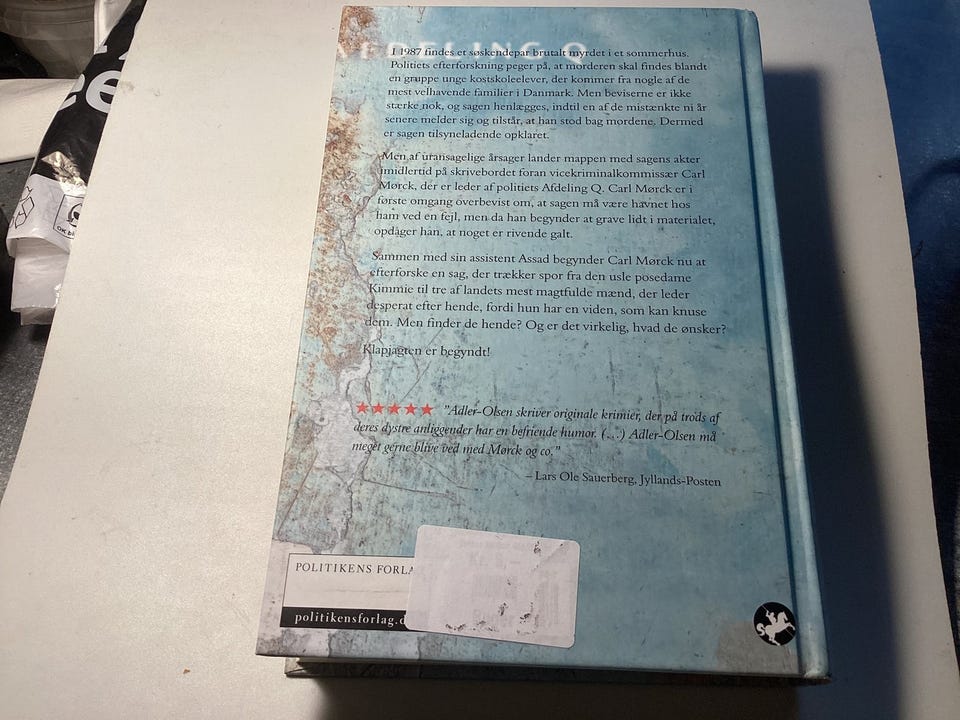 AFDELING Q
I 1987 findes et søskendepar brutalt myrdet i et sommerhus.
Politiets efterforskning peger på, at morderen skal findes blandt
en gruppe unge kostskoleelever, der kommer fra nogle af de
mest velhavende familier i Danmark. Men beviserne er ikke
stærke nok, og sagen henlægges, indtil en af de mistænkte ni år
senere melder sig og tilstår, at han stod bag mordene. Dermed
er sagen tilsyneladende opklaret.
Men af uransagelige årsager lander mappen med sagens akter
imidlertid på skrivebordet foran vicekriminalkommissær Carl
Mørck, der er leder af politiets Afdeling Q. Carl Mørck er i
første omgang overbevist om, at sagen må være havnet hos
ham ved en fejl, men da han begynder at grave lidt i materialet,
opdager han, at noget er rivende galt.
Sammen med sin assistent Assad begynder Carl Mørck nu at
efterforske en sag, der trækker spor fra den usle posedame
Kimmie til tre af landets mest magtfulde mænd, der leder
desperat efter hende, fordi hun har en viden, som kan knuse
dem. Men finder de hende? Og er det virkelig, hvad de ønsker?
Klapjagten er begyndt!
★★★★★ "Adler-Olsen skriver originale krimier, der på trods af
deres dystre anliggender har en befriende humor. (...) Adler-Olsen må
meget gerne blive ved med Mørck og co."
– Lars Ole Sauerberg, Jyllands-Posten
POLITIKENS FORLA
politikensforlag.d